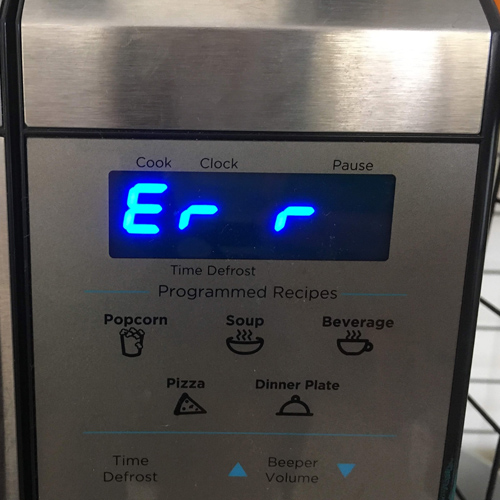 Cook Clock Pause
Err r
Time Defrost
Programmed Recipes
Popcorn Soup Beverage
Pizza Dinner Plate
Time
Defrost
Beeper
Volume